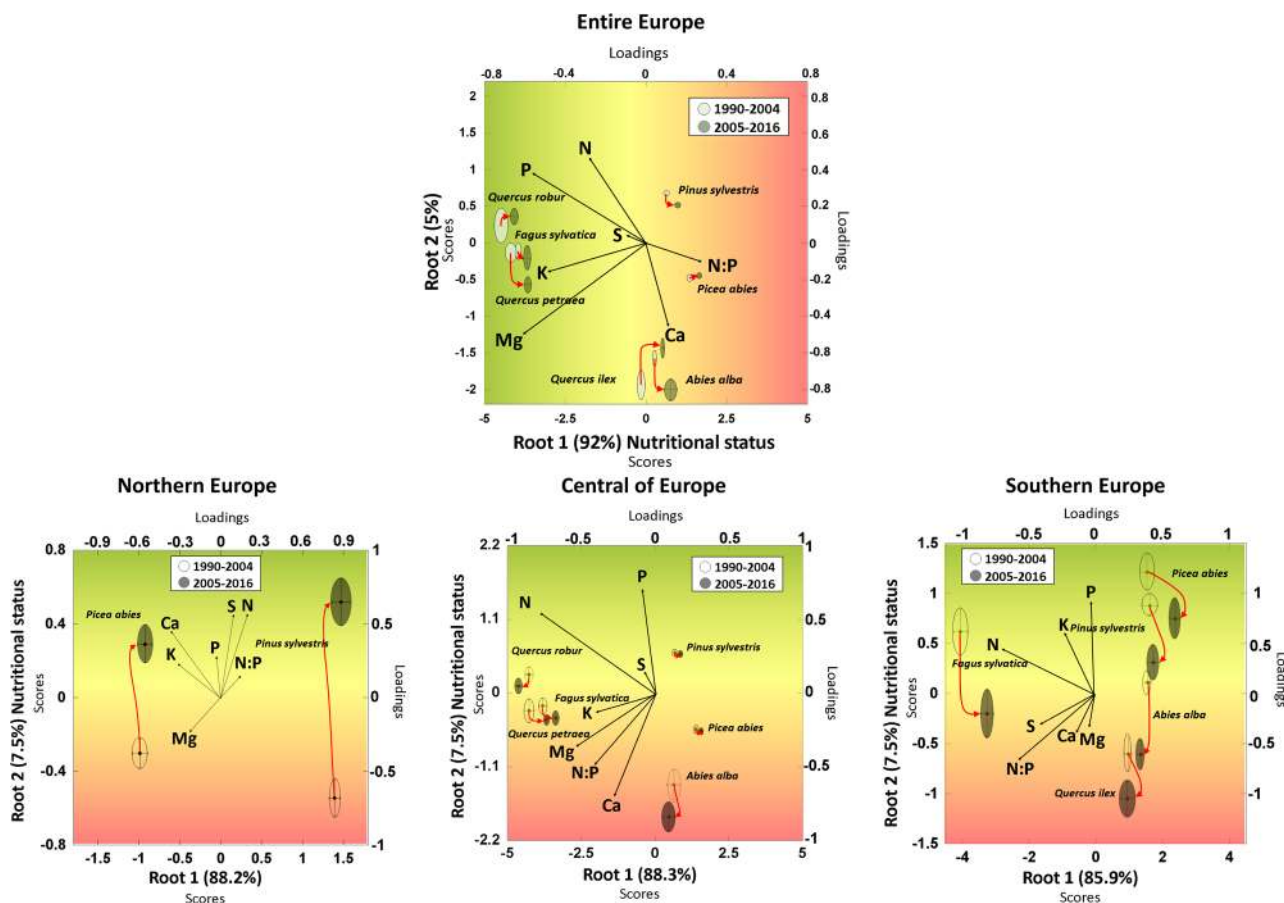 Entire Europe
Loadings
-0.8 -0.4 0 0.4 0.8
2
1.5
1
0.5
0
-0.5
-1
-1.5
-2
Root 2 (5%)
Scores
1990-2004
2005-2016
N
P
Quercus robur
Pinus sylvestris
Fagus sylvatica
S
K
N:P
Quercus petraea
Picea abies
Mg
Ca
Quercus ilex
Abies alba
0.8
0.6
0.4
0.2
0
-0.2
-0.4
-0.6
-0.8
Loadings
-5 -2.5 0 2.5 5
Root 1 (92%) Nutritional status
Scores
Northern Europe
Loadings
-0.9 -0.6 -0.3 0 0.3 0.6 0.9
0.8
0.4
0
-0.4
-0.8
Root 2 (7.5%) Nutritional status
Scores
1990-2004
2005-2016
Picea abies
Ca
S N
Pinus sylvestris
K
P
N:P
Mg
1
0.5
0
-0.5
-1
Loadings
-1.5 -1 -0.5 0 0.5 1 1.5
Root 1 (88.2%)
Scores
Central of Europe
Loadings
-1 -0.5 0 0.5 1
2.2
1.1
0
-1.1
-2.2
Root 2 (7.5%) Nutritional status
Scores
1990-2004
2005-2016
P
N
Quercus robur
S
Pinus sylvestris
Fagus sylvatica
K
Quercus petraea
Mg
Picea abies
N:P
Abies alba
Ca
1
0.5
0
-0.5
-1
Loadings
-5 -2.5 0 2.5 5
Root 1 (88.3%)
Scores
Southern Europe
Loadings
-1 -0.5 0 0.5 1
1.5
1
0.5
0
-0.5
-1
-1.5
Root 2 (7.5%) Nutritional status
Scores
1990-2004
2005-2016
Picea abies
P
K
Pinus sylvestris
N
Fagus sylvatica
S
Ca Mg
Abies alba
N:P
Quercus ilex
1
0.5
0
-0.5
-1
Loadings
-4 -2 0 2 4
Root 1 (85.9%)
Scores